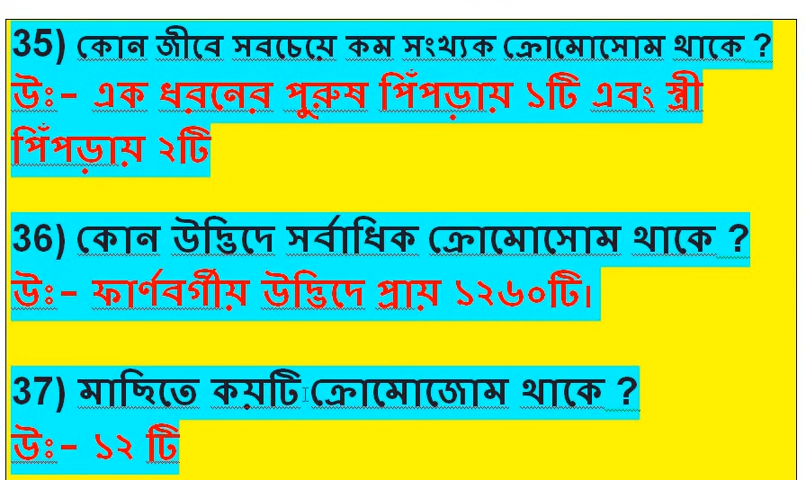 35) কোন জীবে সবচেয়ে কম সংখ্যক ক্রোমোসোম থাকে ?
উঃ- এক ধরনের পুরুষ পিঁপড়ায় ১টি এবং স্ত্রী
পিঁপড়ায় ২টি
36) কোন উদ্ভিদে সর্বাধিক ক্রোমোসোম থাকে ?
উঃ- ফার্ণবর্গীয় উদ্ভিদে প্রায় ১২৬০টি।
37) মাছিতে কয়টি ক্রোমোজোম থাকে ?
উঃ- ১২ টি